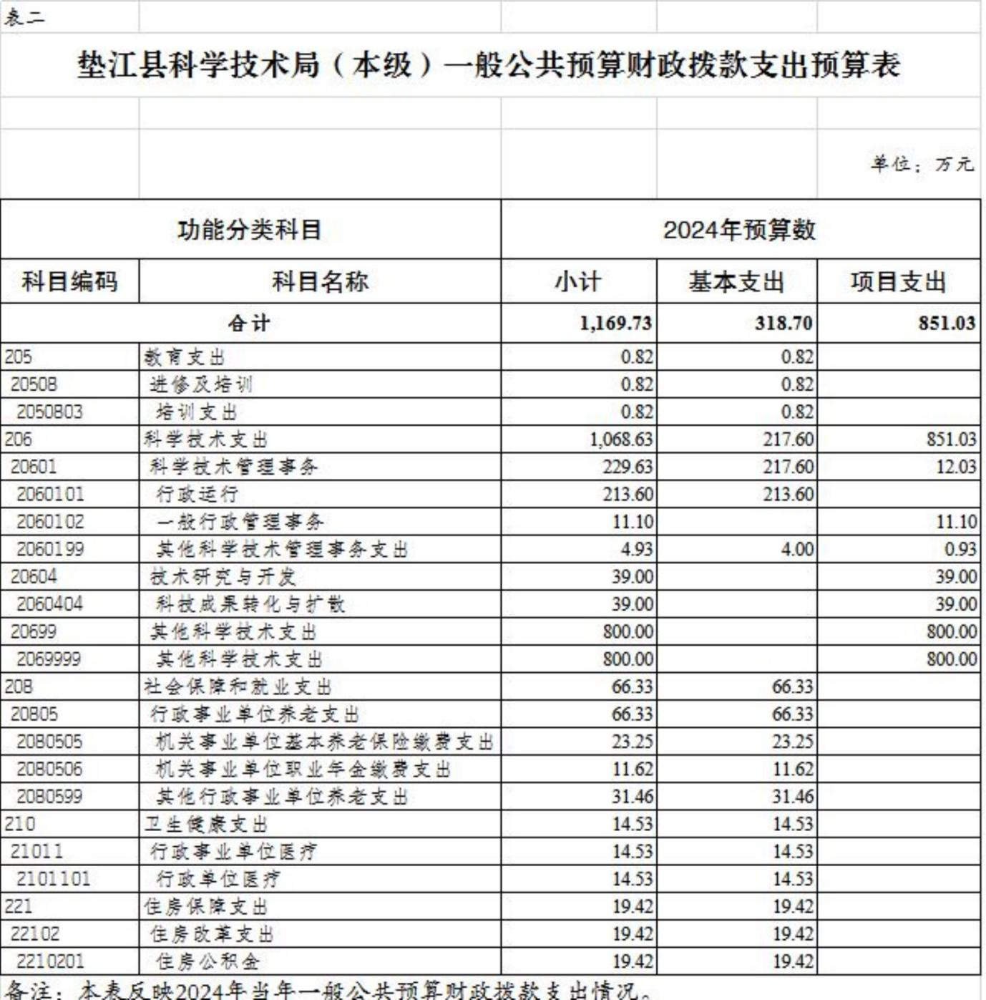 表二
垫江县科学技术局（本级）一般公共预算财政拨款支出预算表
单位：万元
功能分类科目 2024年预算数
科目编码 科目名称 小计 基本支出 项目支出
合计 1,169.73 318.70 851.03
205 教育支出 0.82 0.82
20508 进修及培训 0.82 0.82
2050803 培训支出 0.82 0.82
206 科学技术支出 1,068.63 217.60 851.03
20601 科学技术管理事务 229.63 217.60 12.03
2060101 行政运行 213.60 213.60
2060102 一般行政管理事务 11.10 11.10
2060199 其他科学技术管理事务支出 4.93 4.00 0.93
20604 技术研究与开发 39.00 39.00
2060404 科技成果转化与扩散 39.00 39.00
20699 其他科学技术支出 800.00 800.00
2069999 其他科学技术支出 800.00 800.00
208 社会保障和就业支出 66.33 66.33
20805 行政事业单位养老支出 66.33 66.33
2080505 机关事业单位基本养老保险缴费支出 23.25 23.25
2080506 机关事业单位职业年金缴费支出 11.62 11.62
2080599 其他行政事业单位养老支出 31.46 31.46
210 卫生健康支出 14.53 14.53
21011 行政事业单位医疗 14.53 14.53
2101101 行政单位医疗 14.53 14.53
221 住房保障支出 19.42 19.42
22102 住房改革支出 19.42 19.42
2210201 住房公积金 19.42 19.42
备注：本表反映2024年当年一般公共预算财政拨款支出情况。